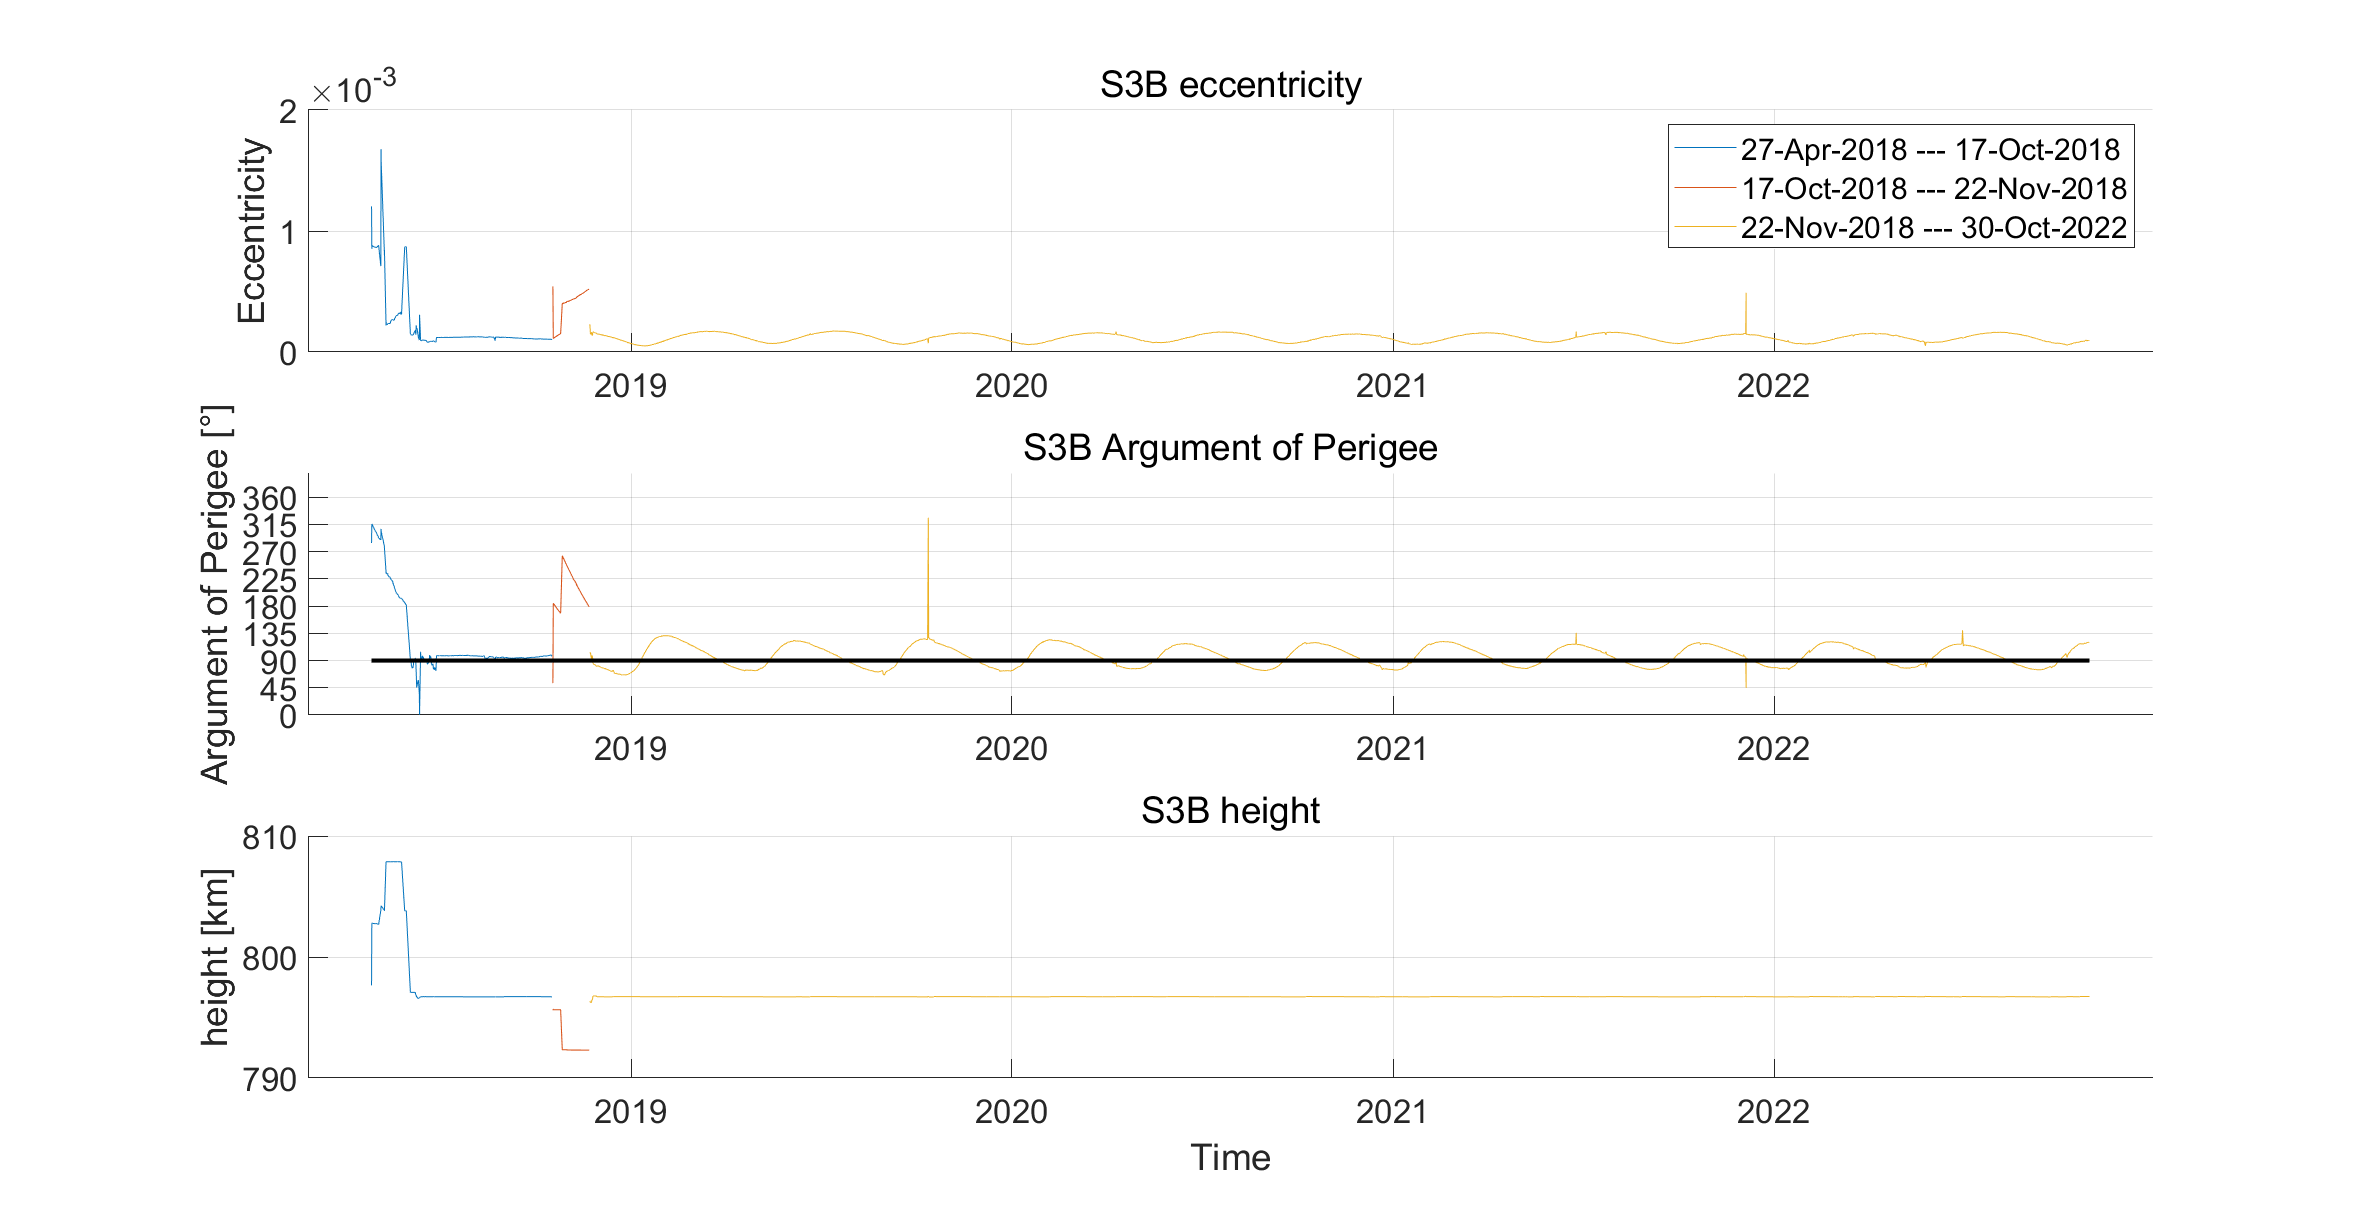 S3B eccentricity
×10-3
2
1
0
Eccentricity
27-Apr-2018 --- 17-Oct-2018
17-Oct-2018 --- 22-Nov-2018
22-Nov-2018 --- 30-Oct-2022
2019 2020 2021 2022
S3B Argument of Perigee
Argument of Perigee [°]
360
315
270
225
180
135
90
45
0
2019 2020 2021 2022
S3B height
height [km]
810
800
790
2019 2020 2021 2022
Time